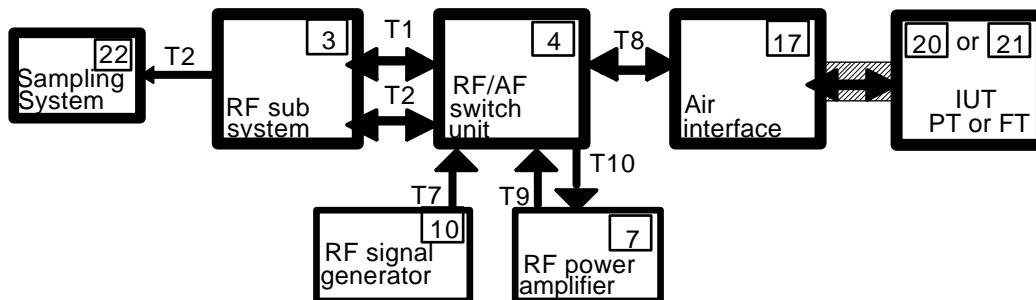 22
Sampling
System
T2
3
RF sub
system
T1
T2
4
RF/AF
switch
unit
T8
17
Air
interface
20 or 21
IUT
PT or FT
T7
T9
T10
10
RF signal
generator
7
RF power
amplifier